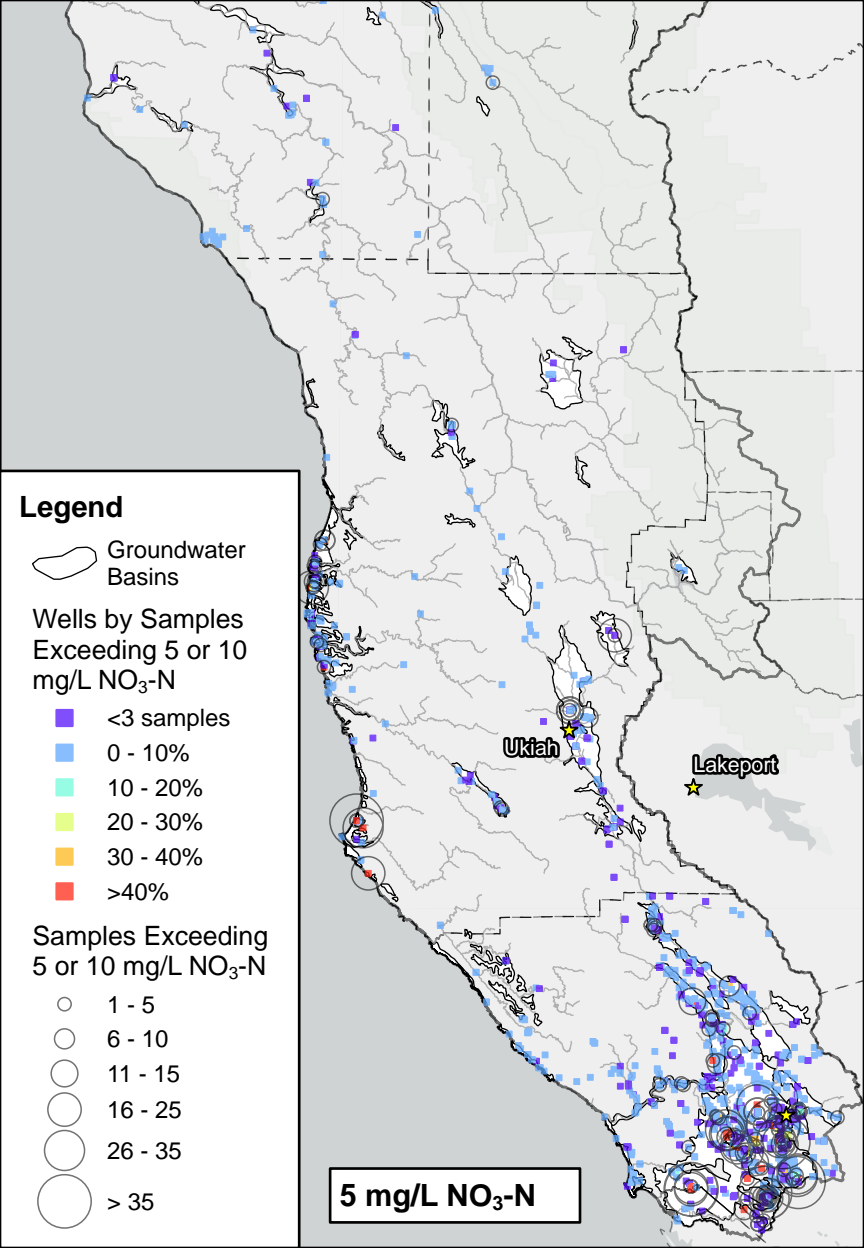 Legend
Groundwater
Basins
Wells by Samples
Exceeding 5 or 10
mg/L NO₃-N
<3 samples
0 - 10%
10 - 20%
20 - 30%
30 - 40%
>40%
Samples Exceeding
5 or 10 mg/L NO₃-N
1 - 5
6 - 10
11 - 15
16 - 25
26 - 35
> 35
Ukiah
Lakeport
5 mg/L NO₃-N